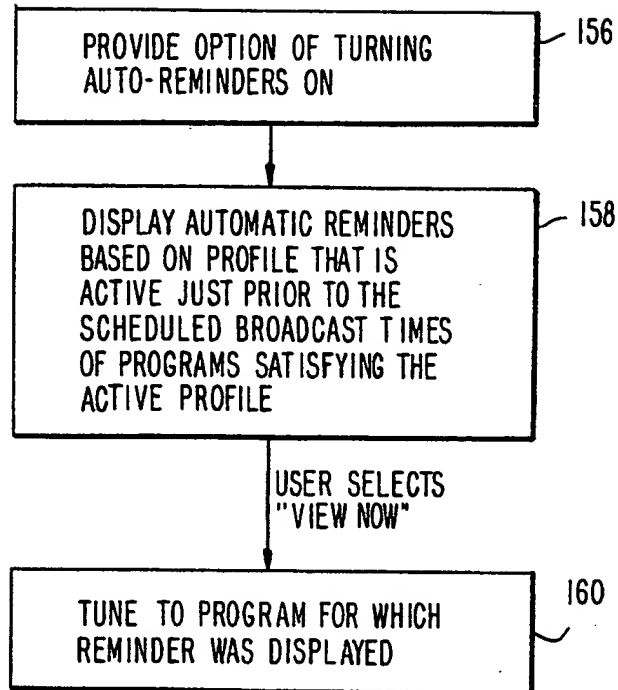 PROVIDE OPTION OF TURNING
AUTO-REMINDERS ON
156
DISPLAY AUTOMATIC REMINDERS
BASED ON PROFILE THAT IS
ACTIVE JUST PRIOR TO THE
SCHEDULED BROADCAST TIMES
OF PROGRAMS SATISFYING THE
ACTIVE PROFILE
158
USER SELECTS
"VIEW NOW"
TUNE TO PROGRAM FOR WHICH
REMINDER WAS DISPLAYED
160